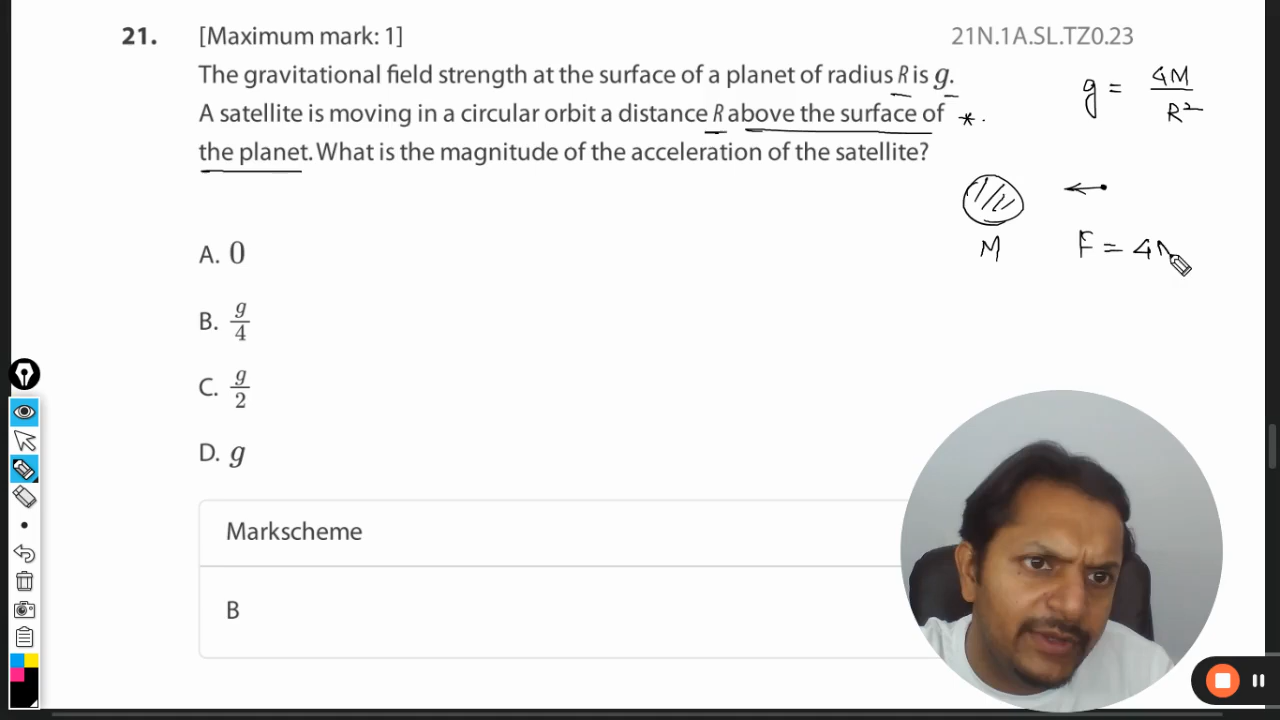 21. [Maximum mark: 1] 21N.1A.SL.TZ0.23
The gravitational field strength at the surface of a planet of radius R is g.
A satellite is moving in a circular orbit a distance R above the surface of
the planet. What is the magnitude of the acceleration of the satellite?
g = GM / R²
M
F = GM
A. 0
B. g/4
C. g/2
D. g
Markscheme
B